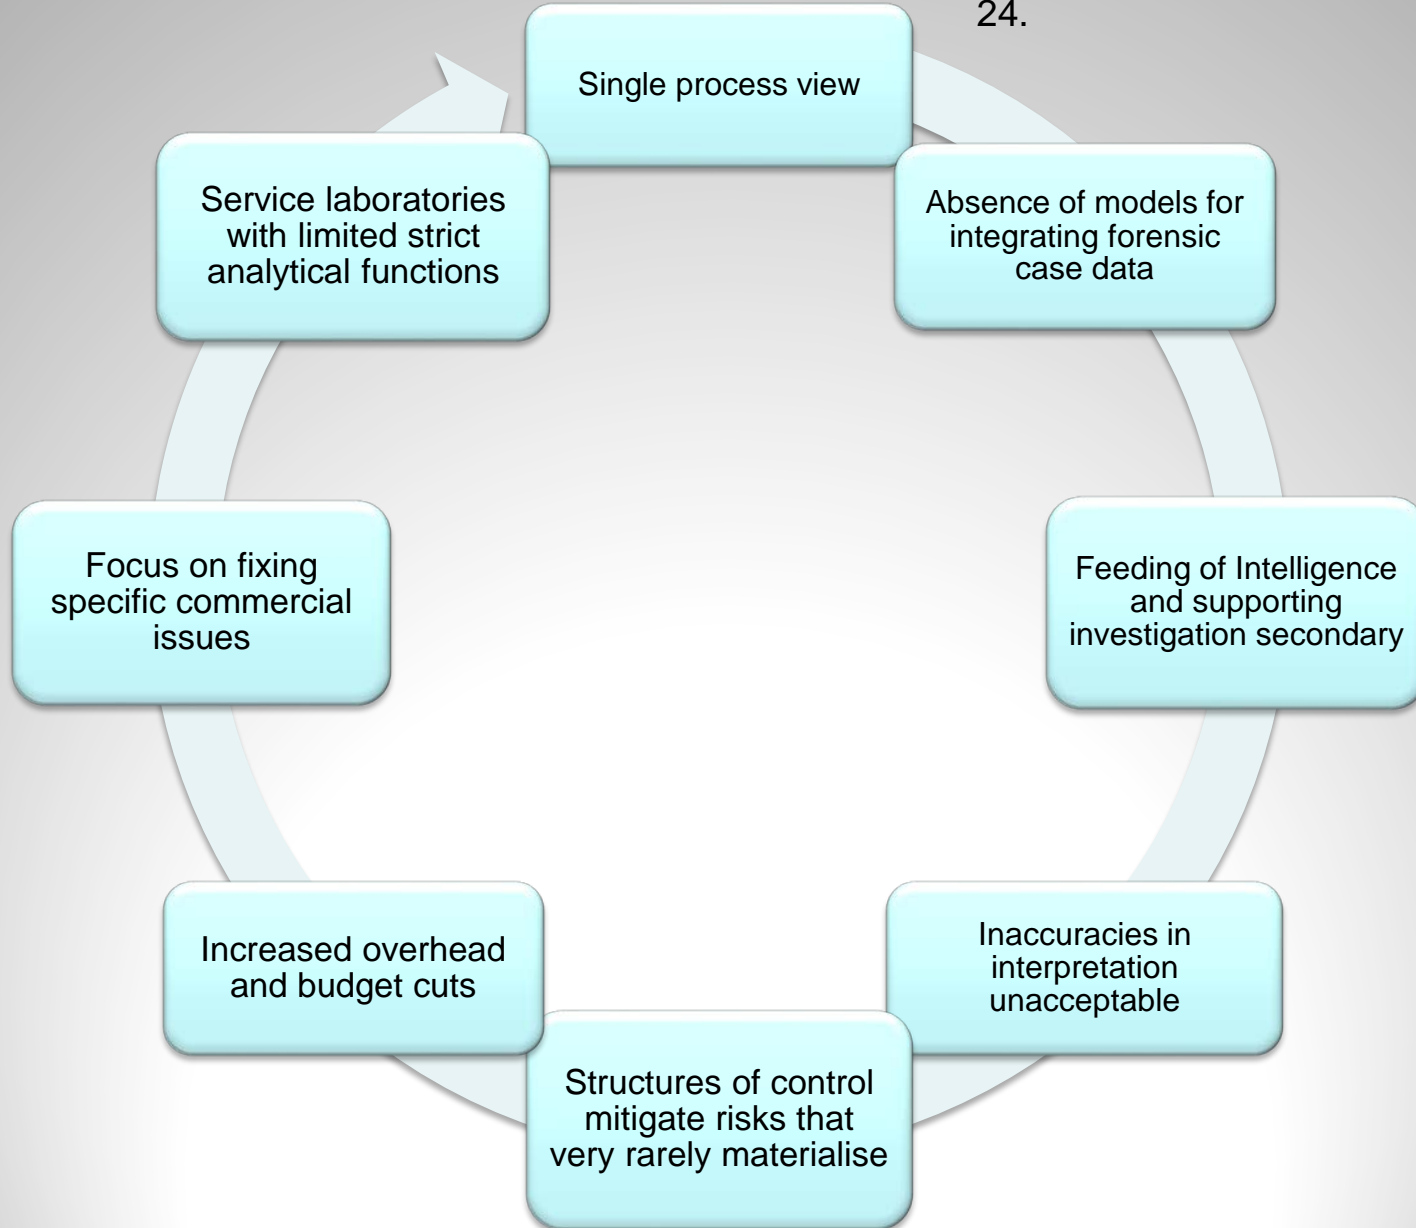 24.
Single process view
Absence of models for
integrating forensic
case data
Feeding of Intelligence
and supporting
investigation secondary
Inaccuracies in
interpretation
unacceptable
Structures of control
mitigate risks that
very rarely materialise
Increased overhead
and budget cuts
Focus on fixing
specific commercial
issues
Service laboratories
with limited strict
analytical functions